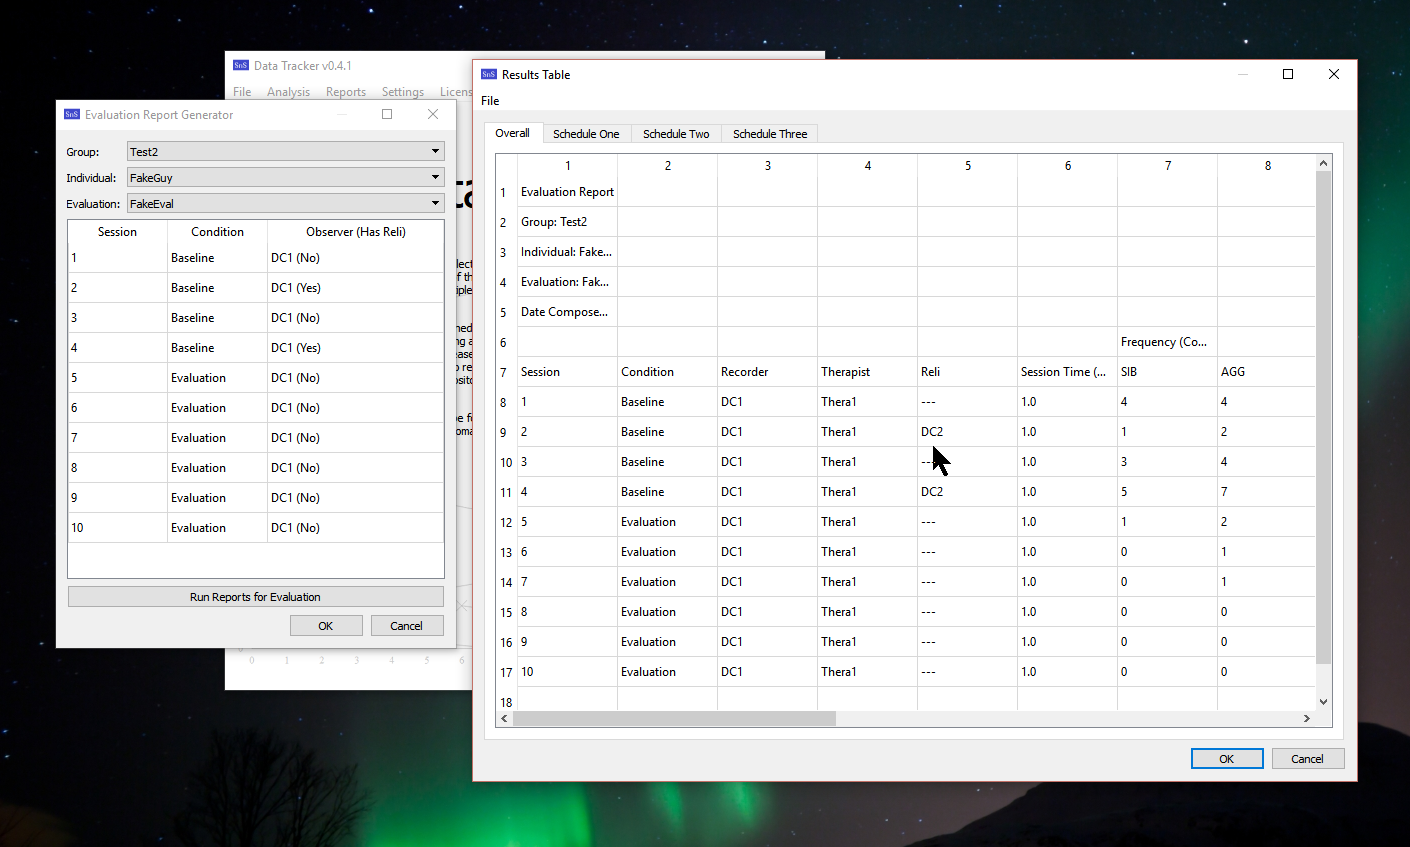 SnS Data Tracker v0.4.1
File Analysis Reports Settings Licens
SnS Evaluation Report Generator
Group: Test2
Individual: FakeGuy
Evaluation: FakeEval
Session Condition Observer (Has Reli)
1 Baseline DC1 (No)
2 Baseline DC1 (Yes)
3 Baseline DC1 (No)
4 Baseline DC1 (Yes)
5 Evaluation DC1 (No)
6 Evaluation DC1 (No)
7 Evaluation DC1 (No)
8 Evaluation DC1 (No)
9 Evaluation DC1 (No)
10 Evaluation DC1 (No)
Run Reports for Evaluation
OK Cancel
0 1 2 3 4 5 6
SnS Results Table
File
Overall Schedule One Schedule Two Schedule Three
1 2 3 4 5 6 7 8
1 Evaluation Report
2 Group: Test2
3 Individual: Fake...
4 Evaluation: Fak...
5 Date Compose...
6 Frequency (Co...
7 Session Condition Recorder Therapist Reli Session Time (... SIB AGG
8 1 Baseline DC1 Thera1 --- 1.0 4 4
9 2 Baseline DC1 Thera1 DC2 1.0 1 2
10 3 Baseline DC1 Thera1 --- 1.0 3 4
11 4 Baseline DC1 Thera1 DC2 1.0 5 7
12 5 Evaluation DC1 Thera1 --- 1.0 1 2
13 6 Evaluation DC1 Thera1 --- 1.0 0 1
14 7 Evaluation DC1 Thera1 --- 1.0 0 1
15 8 Evaluation DC1 Thera1 --- 1.0 0 0
16 9 Evaluation DC1 Thera1 --- 1.0 0 0
17 10 Evaluation DC1 Thera1 --- 1.0 0 0
18
OK Cancel